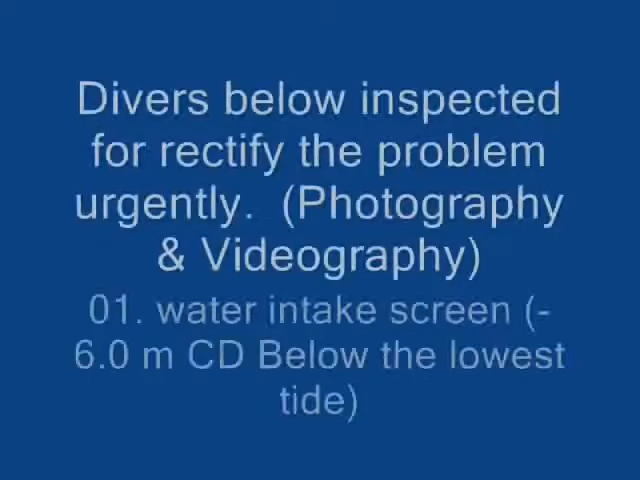 Divers below inspected
for rectify the problem
urgently.  (Photography
& Videography)
01. water intake screen (-
6.0 m CD Below the lowest
tide)